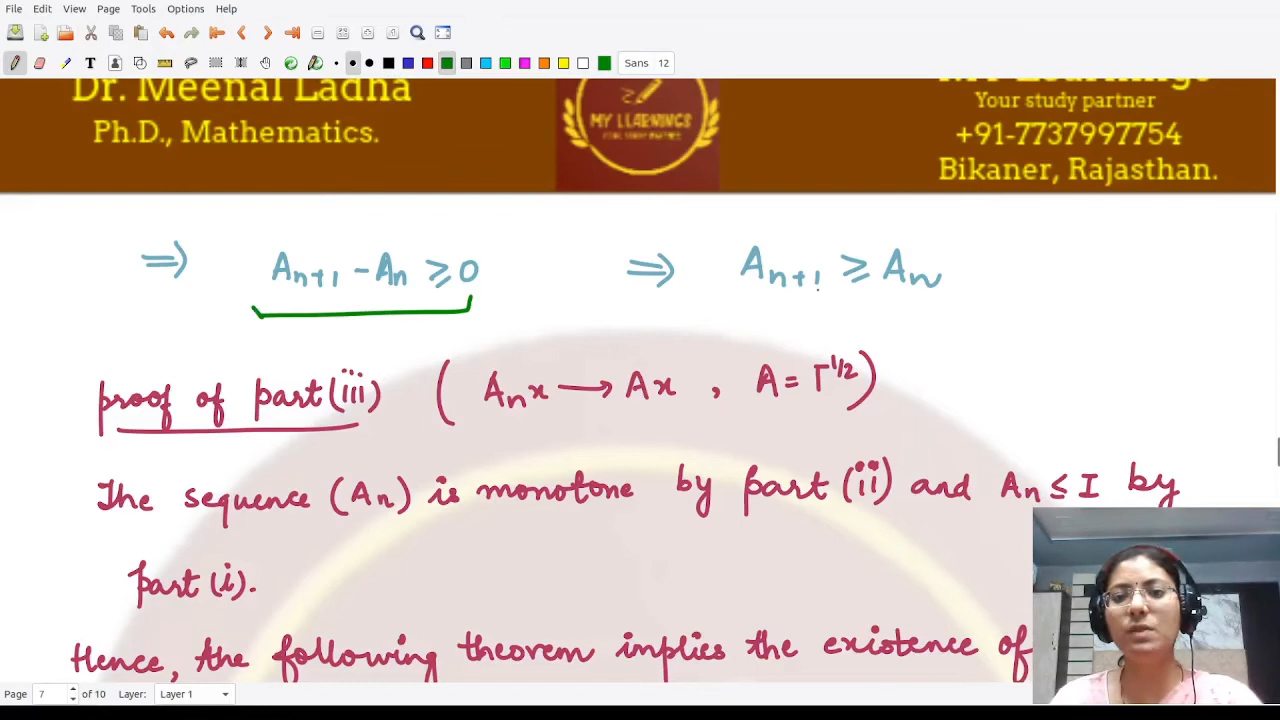 File Edit View Page Tools Options Help
Sans 12
Dr. Meenal Ladha
Ph.D., Mathematics.
MY LLAENINGS
Your study partner
+91-7737997754
Bikaner, Rajasthan.
⇒ Aₙ₊₁ - Aₙ ≥ 0 ⇒ Aₙ₊₁ ≥ Aₙ
proof of part (iii) ( Aₙx ⟶ Ax , A = T^1/2 )
The sequence (Aₙ) is monotone by part (ii) and Aₙ ≤ I by
part (i).
Hence, the following theorem implies the existence of
Page 7 of 10 Layer: Layer 1